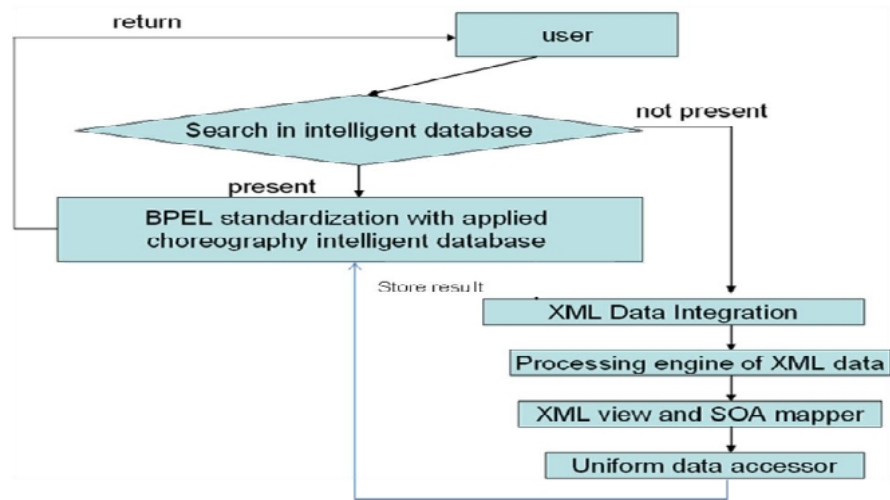 return
user
not present
Search in intelligent database
present
BPEL standardization with applied
choreography intelligent database
Store result
XML Data Integration
Processing engine of XML data
XML view and SOA mapper
Uniform data accessor